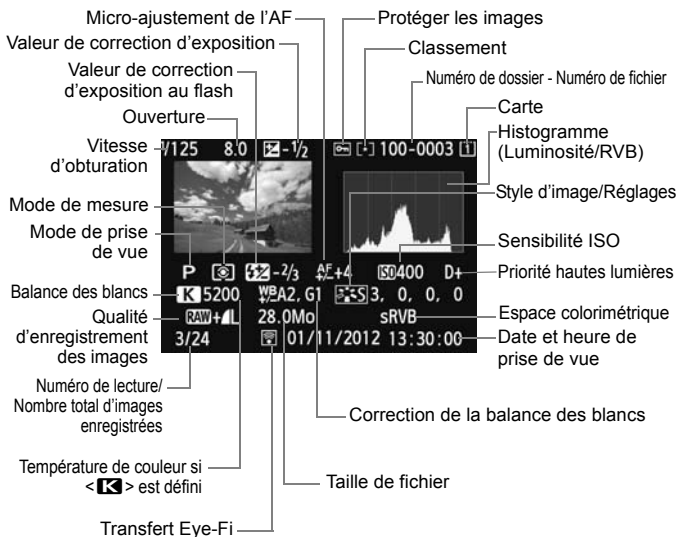 Micro-ajustement de l'AF
Protéger les images
Valeur de correction d'exposition
Classement
Valeur de correction
d'exposition au flash
Numéro de dossier - Numéro de fichier
Ouverture
Carte
Vitesse
d'obturation
Histogramme
(Luminosité/RVB)
/125 8.0 -1/2 100-0003 1
Style d'image/Réglages
Mode de mesure
Mode de prise
de vue
Sensibilité ISO
P -2/3 AF+4 ISO400 D+
Priorité hautes lumières
Balance des blancs
K 5200 WB A2, G1 S 3, 0, 0, 0
Qualité
d'enregistrement
des images
RAW+L 28.0Mo sRVB
Espace colorimétrique
3/24 01/11/2012 13:30:00
Date et heure de
prise de vue
Numéro de lecture/
Nombre total d'images
enregistrées
Correction de la balance des blancs
Température de couleur si
<K> est défini
Taille de fichier
Transfert Eye-Fi